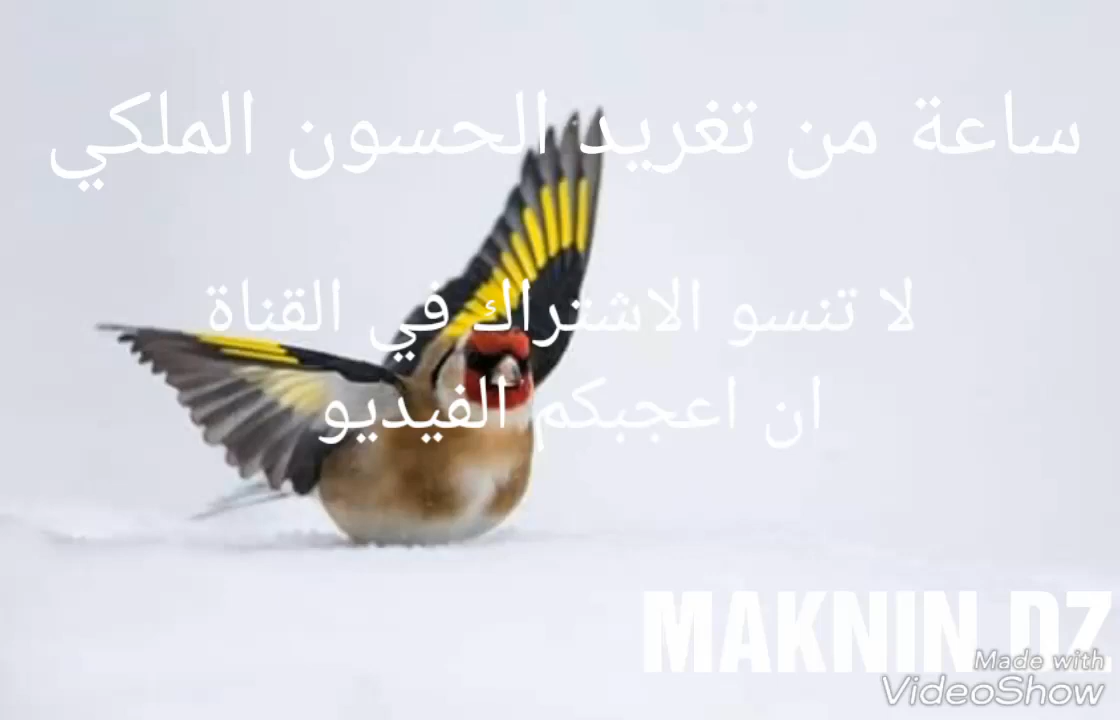 ساعة من تغريد الحسون الملكي
لا تنسو الاشتراك في القناة
ان اعجبكم الفيديو
MAKNIN DZ
Made with
VideoShow